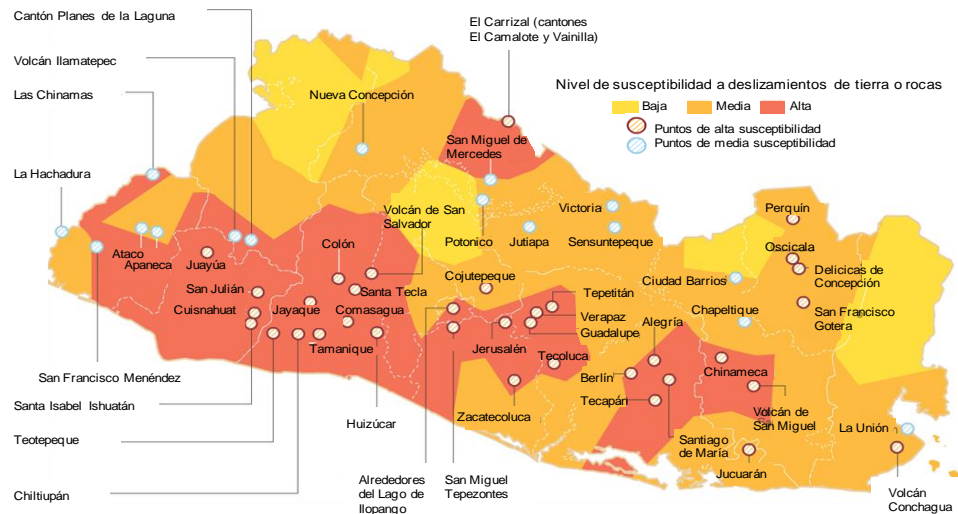 Cantón Planes de la Laguna
El Carrizal (cantones
El Camalote y Vainilla)
Volcán Ilamatepec
Nivel de susceptibilidad a deslizamientos de tierra o rocas
Baja
Media
Alta
Puntos de alta susceptibilidad
Puntos de media susceptibilidad
Las Chinamas
Nueva Concepción
San Miguel de
Mercedes
La Hachadura
Volcán de San
Salvador
Victoria
Perquín
Ataco
Apaneca
Juayúa
Colón
Potonico
Jutiapa
Sensuntepeque
Oscicala
Delicicas de
Concepción
San Julián
Santa Tecla
Cojutepeque
Ciudad Barrios
Tepetitán
Cuisnahuat
Jayaque
Comasagua
Verapaz
Guadalupe
Alegría
Chapeltique
San Francisco
Gotera
Tamanique
Jerusalén
Tecoluca
Chinameca
San Francisco Menéndez
Berlín
Tecapán
Santa Isabel Ishuatán
Huizúcar
Zacatecoluca
Volcán de
San Miguel
La Unión
Teotepeque
Santiago
de María
Jucuarán
Chiltiupán
Alrededores
del Lago de
Ilopango
San Miguel
Tepezontes
Volcán
Conchagua